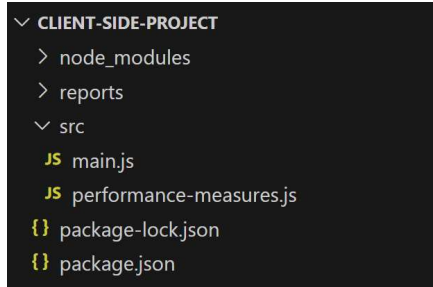 CLIENT-SIDE-PROJECT
node_modules
reports
src
JS main.js
JS performance-measures.js
{} package-lock.json
{} package.json